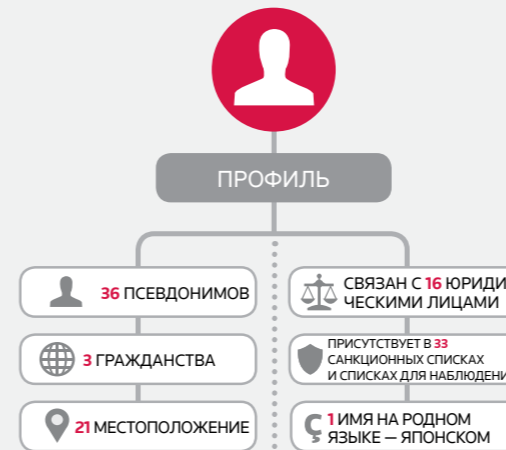 ПРОФИЛЬ
36 ПСЕВДОНИМОВ
3 ГРАЖДАНСТВА
21 МЕСТОПОЛОЖЕНИЕ
СВЯЗАН С 16 ЮРИДИ
ЧЕСКИМИ ЛИЦАМИ
ПРИСУТСТВУЕТ В 33
САНКЦИОННЫХ СПИСКАХ
И СПИСКАХ ДЛЯ НАБЛЮДЕНИ
Ç 1 ИМЯ НА РОДНОМ
ЯЗЫКЕ — ЯПОНСКОМ